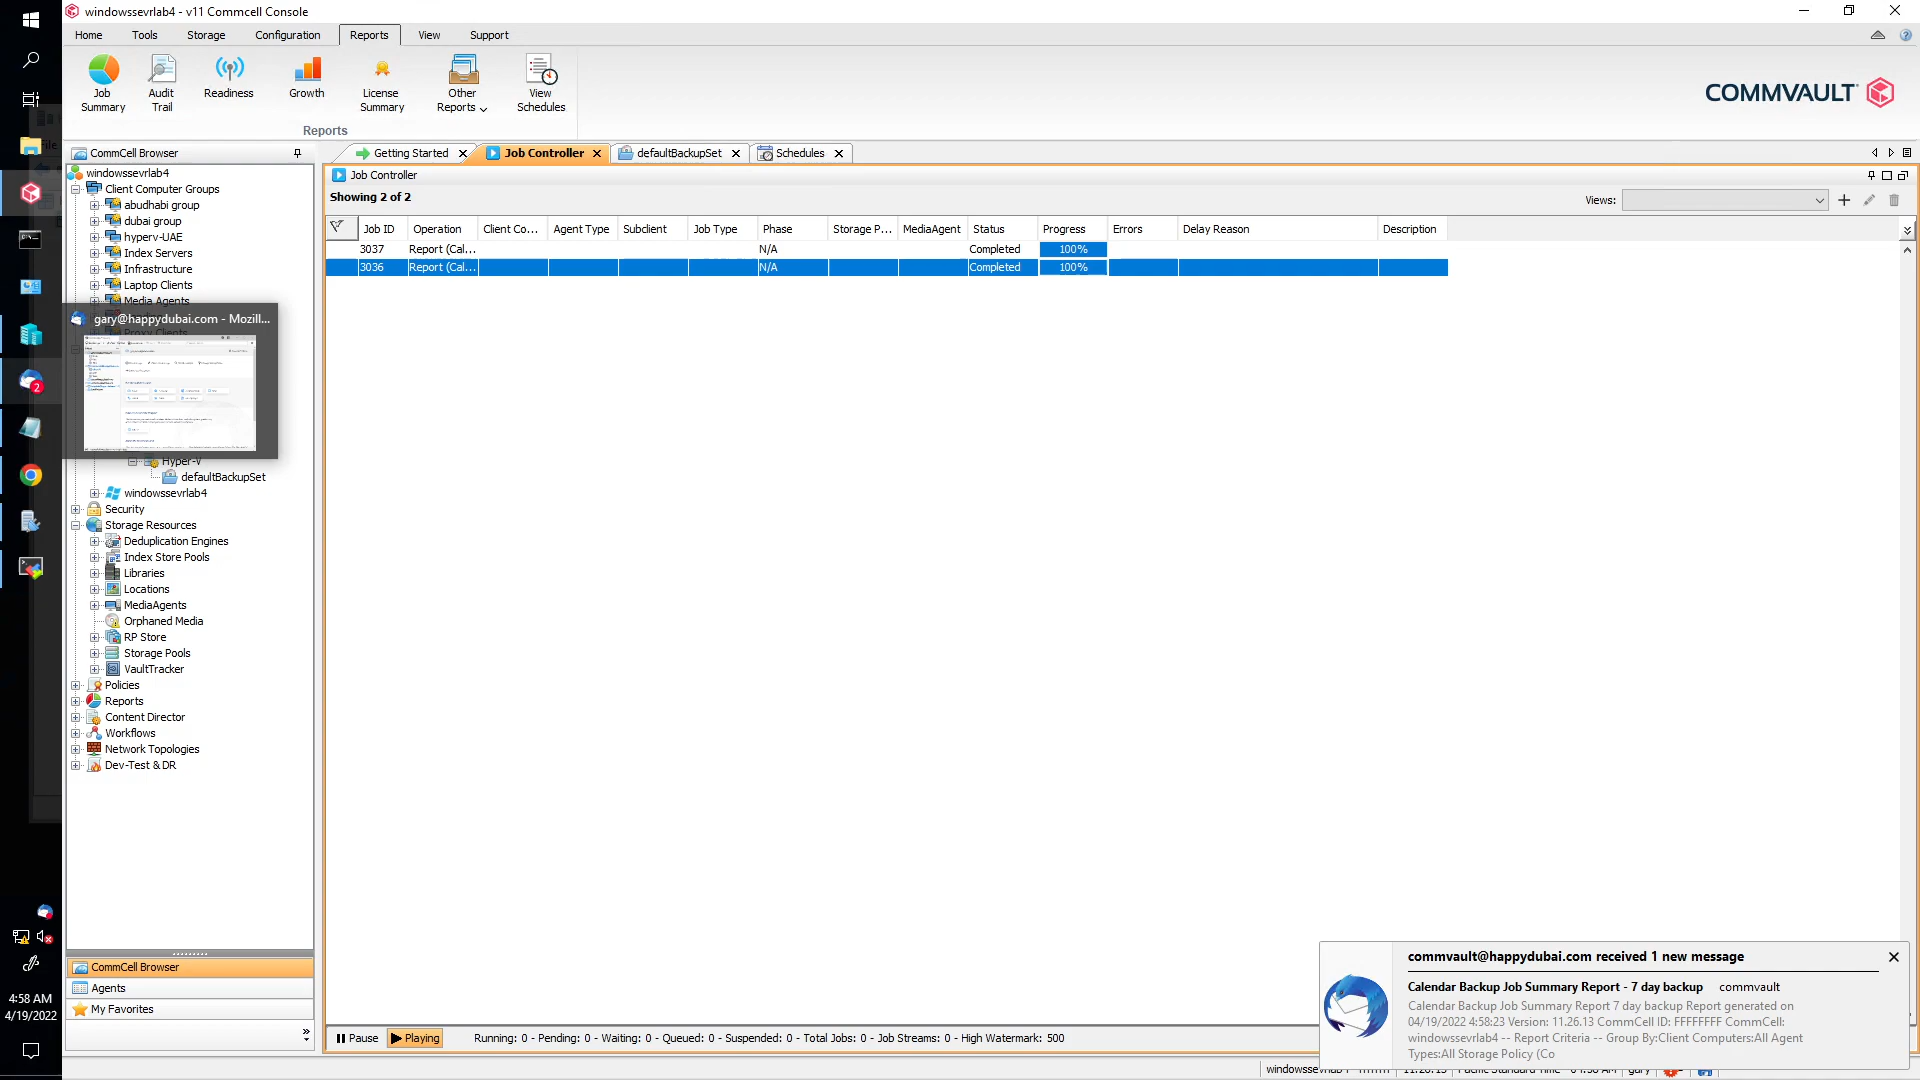 windowssevrlab4 - v11 Commcell Console
Home Tools Storage Configuration Reports View Support
Job Summary
Audit Trail
Readiness
Growth
License Summary
Other Reports
View Schedules
Reports
COMMVAULT
CommCell Browser
Getting Started
Job Controller
defaultBackupSet
Schedules
windowssevrlab4
Client Computer Groups
abudhabi group
dubai group
hyperv-UAE
Index Servers
Infrastructure
Laptop Clients
Media Agents
gary@happydubai.com - Mozill...
Proxy Clients
2
Hyper-V
defaultBackupSet
windowssevrlab4
Security
Storage Resources
Deduplication Engines
Index Store Pools
Libraries
Locations
MediaAgents
Orphaned Media
RP Store
Storage Pools
VaultTracker
Policies
Reports
Content Director
Workflows
Network Topologies
Dev-Test & DR
CommCell Browser
Agents
My Favorites
4:58 AM
4/19/2022
Job Controller
Showing 2 of 2
Views:
Job ID Operation Client Co... Agent Type Subclient Job Type Phase Storage P... MediaAgent Status Progress Errors Delay Reason Description
3037 Report (Cal... N/A Completed 100%
3036 Report (Cal... N/A Completed 100%
Pause Playing Running: 0 - Pending: 0 - Waiting: 0 - Queued: 0 - Suspended: 0 - Total Jobs: 0 - Job Streams: 0 - High Watermark: 500
commvault@happydubai.com received 1 new message
Calendar Backup Job Summary Report - 7 day backup commvault
Calendar Backup Job Summary Report 7 day backup Report generated on
04/19/2022 4:58:23 Version: 11.26.13 CommCell ID: FFFFFFFF CommCell:
windowssevrlab4 -- Report Criteria -- Group By:Client Computers:All Agent
Types:All Storage Policy (Co